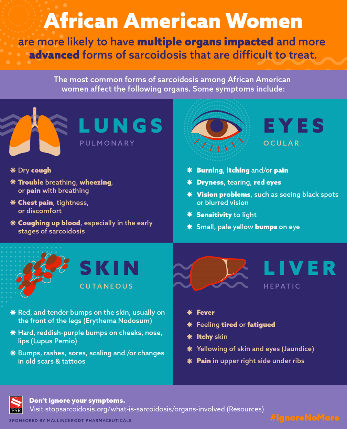 African American Women
are more likely to have multiple organs impacted and more
advanced forms of sarcoidosis that are difficult to treat.
The most common forms of sarcoidosis among African American
women affect the following organs. Some symptoms include:
LUNGS
PULMONARY
Dry cough
Trouble breathing, wheezing,
or pain with breathing
Chest pain, tightness,
or discomfort
Coughing up blood, especially in the early
stages of sarcoidosis
EYES
OCULAR
Burning, itching and/or pain
Dryness, tearing, red eyes
Vision problems, such as seeing black spots
or blurred vision
Sensitivity to light
Small, pale yellow bumps on eye
SKIN
CUTANEOUS
Red, and tender bumps on the skin, usually on
the front of the legs (Erythema Nodosum)
Hard, reddish-purple bumps on cheeks, nose,
lips (Lupus Pernio)
Bumps, rashes, sores, scaling and /or changes
in old scars & tattoos
LIVER
HEPATIC
Fever
Feeling tired or fatigued
Itchy skin
Yellowing of skin and eyes (Jaundice)
Pain in upper right side under ribs
FSR
Don't ignore your symptoms.
Visit stopsarcoidosis.org/what-is-sarcoidosis/organs-involved (Resources)
SPONSORED BY MALLINCKRODT PHARMACEUTICALS
#IgnoreNoMore